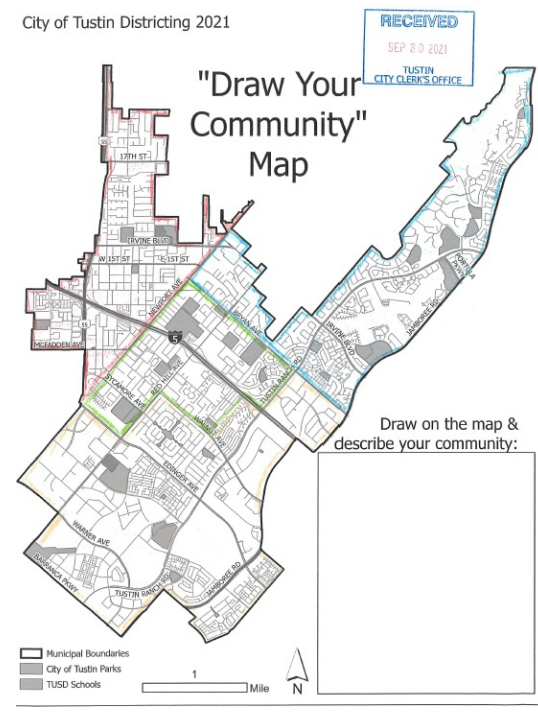 City of Tustin Districting 2021
RECEIVED
SEP 30 2021
TUSTIN
CITY CLERK'S OFFICE
"Draw Your
Community"
Map
55
17TH ST
IRVINE BLVD
W 1ST ST
E 1ST ST
NEWPORT AVE
BRYAN AVE
PORTOLA PKWY
JAMBOREE RD
IRVINE BLVD
55
MCFADDEN AVE
5
SYCAMORE AVE
RED HILL AVE
TUSTIN RANCH RD
WALNUT AVE
EDINGER AVE
WARNER AVE
BARRANCA PKWY
TUSTIN RANCH RD
JAMBOREE RD
Draw on the map &
describe your community:
Municipal Boundaries
City of Tustin Parks
TUSD Schools
1
Mile
N